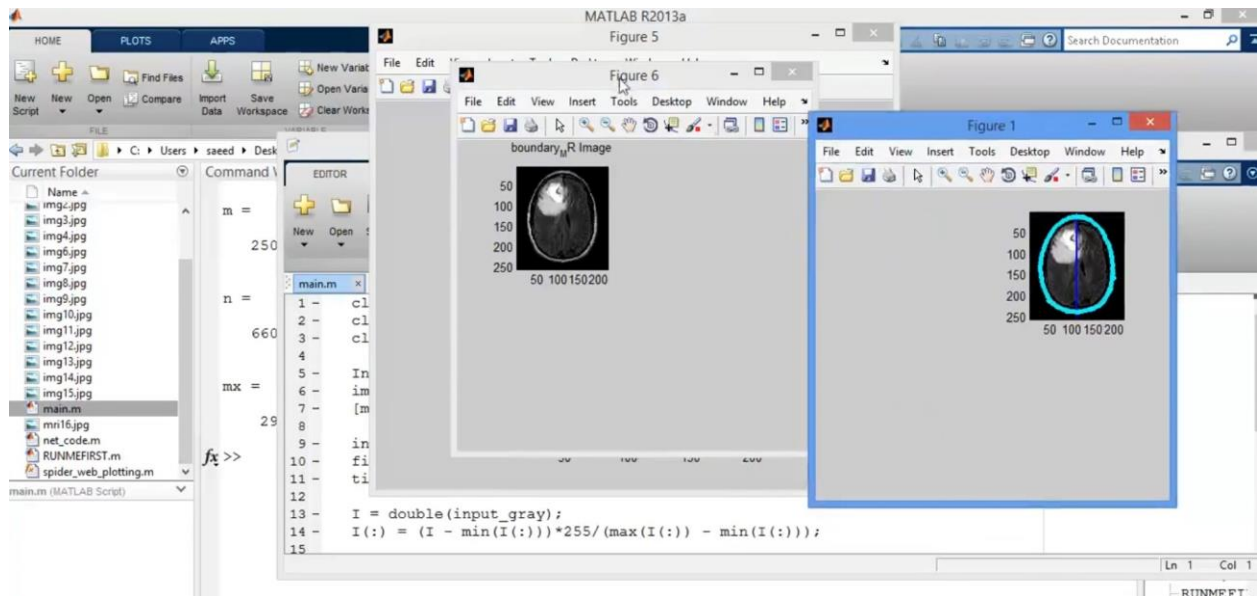 MATLAB R2013a
HOME PLOTS APPS
Search Documentation
New Script
New
Open
Find Files
Compare
Import Data
Save Workspace
New Variat
Open Varia
Clear Works
FILE
VARIABLE
C: Users saeed Desk
Current Folder
Name
img2.jpg
img3.jpg
img4.jpg
img6.jpg
img7.jpg
img8.jpg
img9.jpg
img10.jpg
img11.jpg
img12.jpg
img13.jpg
img14.jpg
img15.jpg
main.m
mri16.jpg
net_code.m
RUNMEFIRST.m
spider_web_plotting.m
main.m (MATLAB Script)
Command
m =
250
n =
660
mx =
29
fx >>
EDITOR
New Open
main.m
1 - cl
2 - cl
3 - cl
4
5 - In
6 - im
7 - [m
8
9 - in
10 - fi
11 - ti
12
13 - I = double(input_gray);
14 - I(:) = (I - min(I(:)))*255/(max(I(:)) - min(I(:)));
15
Ln 1 Col 1
Figure 5
File Edit
50 100 150 200
Figure 6
File Edit View Insert Tools Desktop Window Help
boundary_MR Image
50
100
150
200
250
50 100 150 200
Figure 1
File Edit View Insert Tools Desktop Window Help
50
100
150
200
250
50 100 150 200